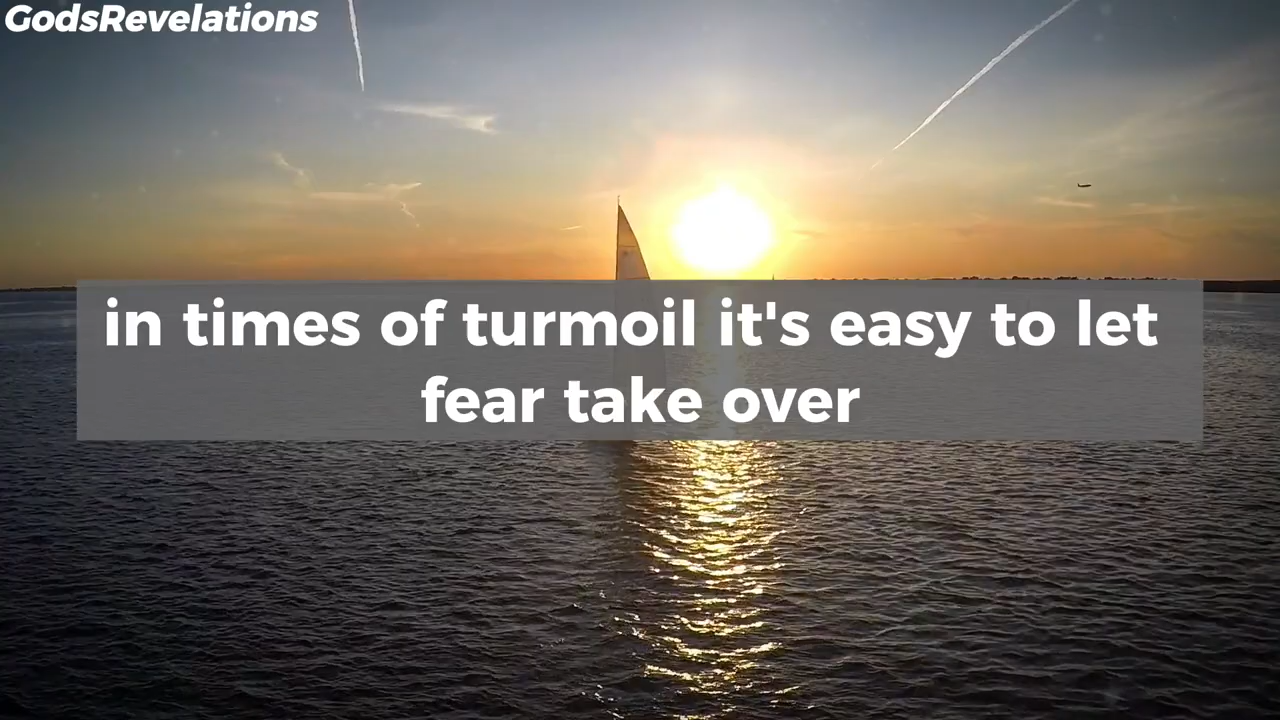 GodsRevelations
in times of turmoil it's easy to let
fear take over